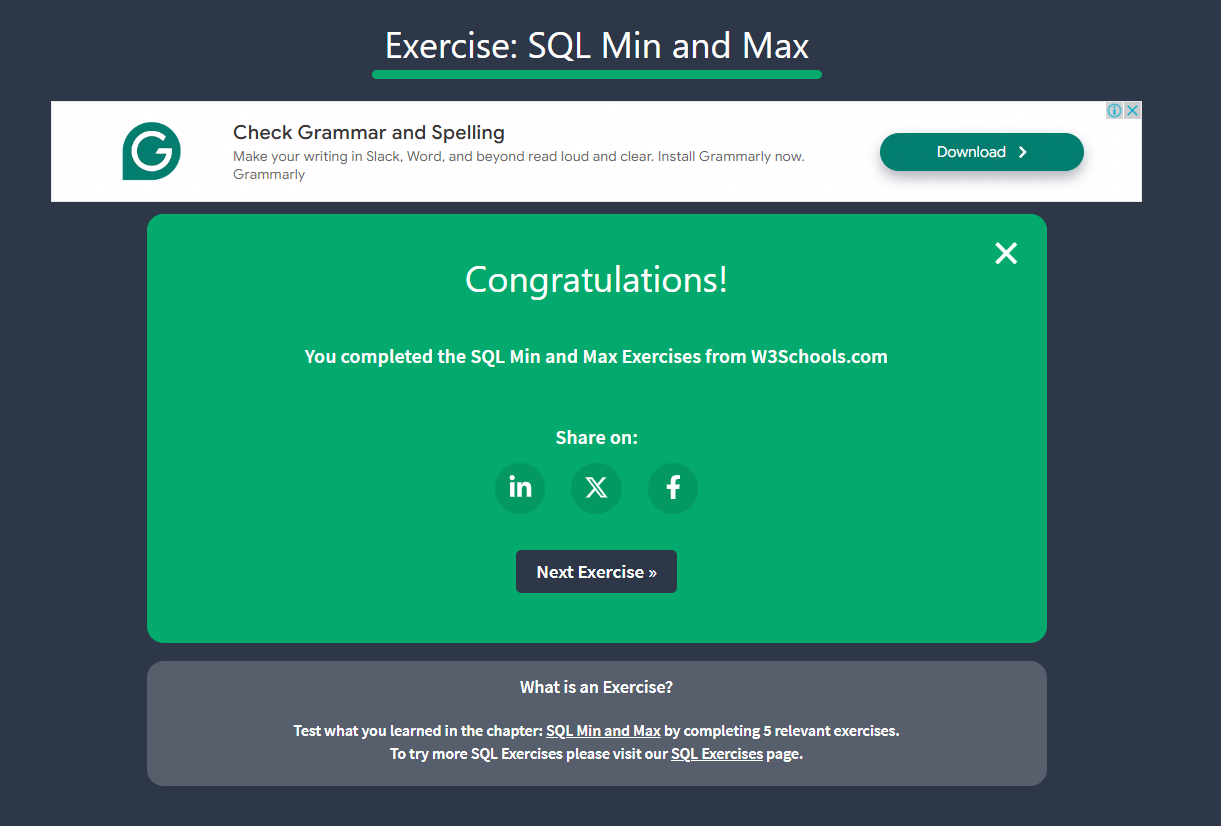 Exercise: SQL Min and Max
Check Grammar and Spelling
Make your writing in Slack, Word, and beyond read loud and clear. Install Grammarly now.
Grammarly
Download
Congratulations!
You completed the SQL Min and Max Exercises from W3Schools.com
Share on:
Next Exercise »
What is an Exercise?
Test what you learned in the chapter: SQL Min and Max by completing 5 relevant exercises.
To try more SQL Exercises please visit our SQL Exercises page.